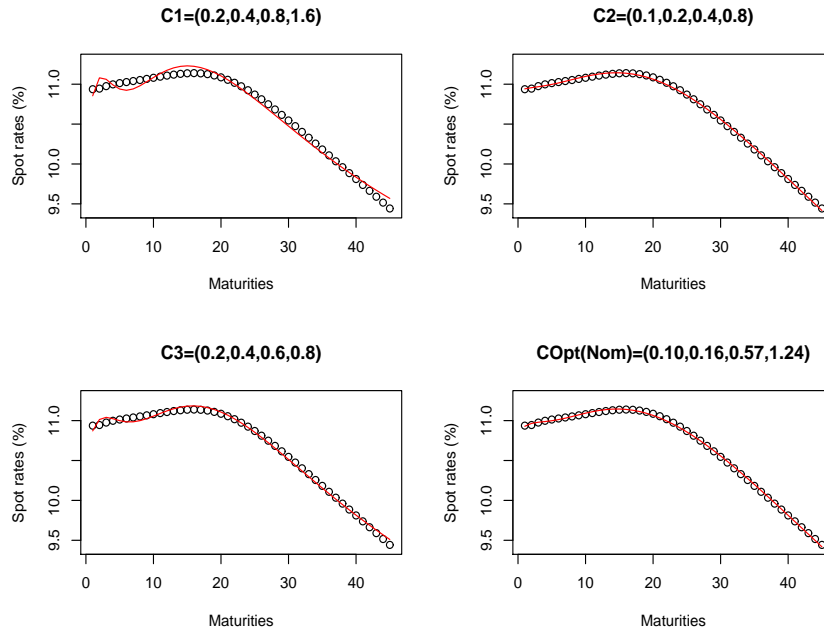 C1=(0.2,0.4,0.8,1.6)
Spot rates (%)
11.0
10.0
9.5
0 10 20 30 40
Maturities
C2=(0.1,0.2,0.4,0.8)
Spot rates (%)
11.0
10.0
9.5
0 10 20 30 40
Maturities
C3=(0.2,0.4,0.6,0.8)
Spot rates (%)
11.0
10.0
9.5
0 10 20 30 40
Maturities
COpt(Nom)=(0.10,0.16,0.57,1.24)
Spot rates (%)
11.0
10.0
9.5
0 10 20 30 40
Maturities